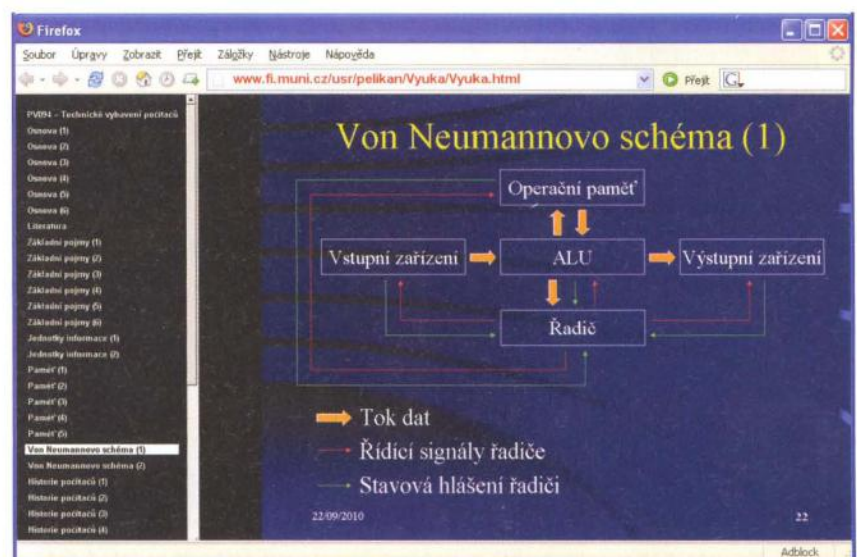 Firefox
Soubor Úpravy Zobrazit Přejít Záložky Nástroje Nápověda
www.fi.muni.cz/usr/pelikan/Vyuka/Vyuka.html Přejít G
PV094 - Technické vybavení počítačů
Osnova (1)
Osnova (2)
Osnova (3)
Osnova (4)
Osnova (5)
Osnova (6)
Literatura
Základní pojmy (1)
Základní pojmy (2)
Základní pojmy (3)
Základní pojmy (4)
Základní pojmy (5)
Základní pojmy (6)
Jednotky informace (1)
Jednotky informace (2)
Paměť (1)
Paměť (2)
Paměť (3)
Paměť (4)
Paměť (5)
Von Neumannovo schéma (1)
Von Neumannovo schéma (2)
Historie počítačů (1)
Historie počítačů (2)
Historie počítačů (3)
Historie počítačů (4)
Von Neumannovo schéma (1)
Operační paměť
Vstupní zařízení
ALU
Výstupní zařízení
Řadič
Tok dat
Řídící signály řadiče
Stavová hlášení řadiči
22/09/2010
22
Adblock